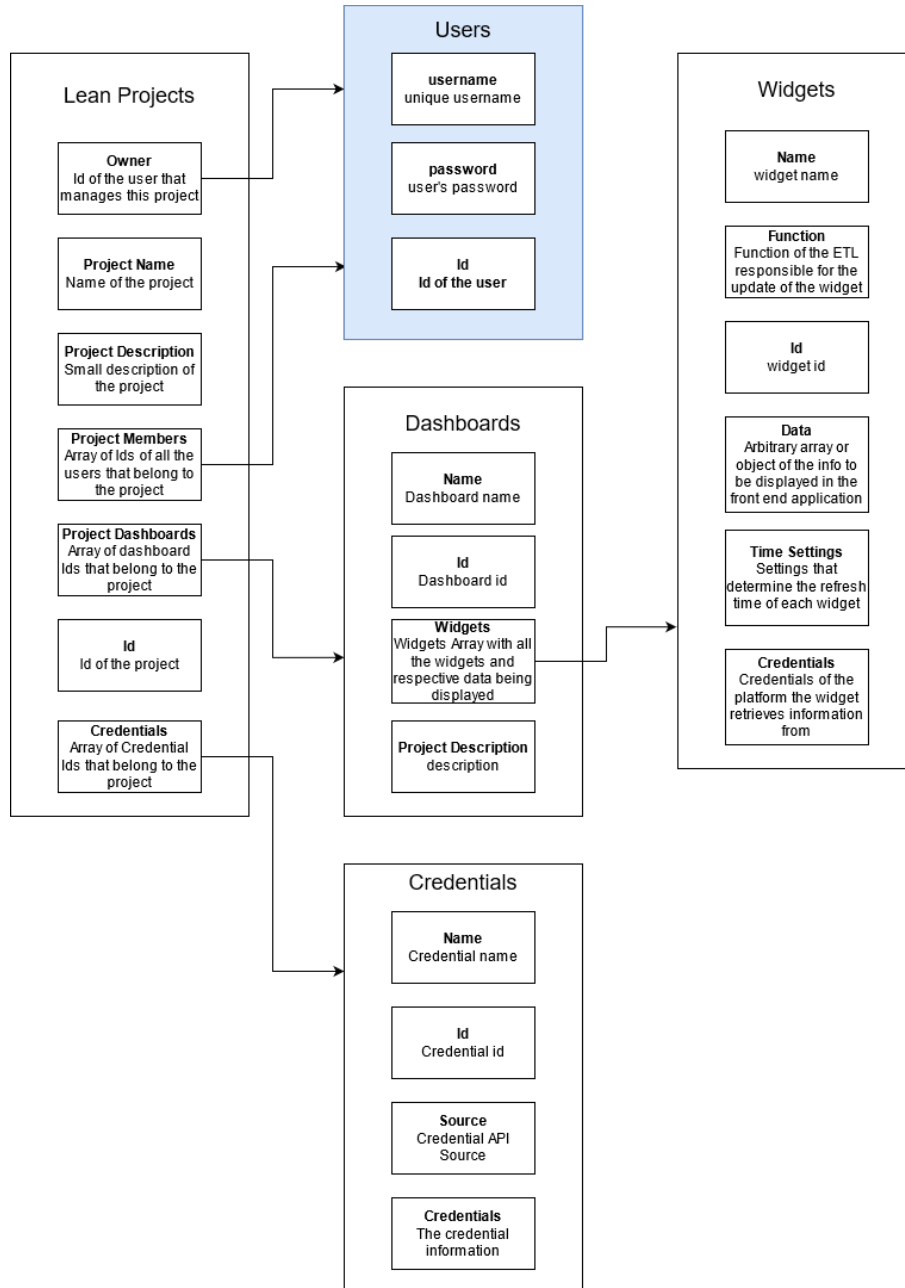 Lean Projects
Owner
Id of the user that
manages this project
Project Name
Name of the project
Project Description
Small description of
the project
Project Members
Array of Ids of all the
users that belong to
the project
Project Dashboards
Array of dashboard
Ids that belong to the
project
Id
Id of the project
Credentials
Array of Credential
Ids that belong to the
project
Users
username
unique username
password
user's password
Id
Id of the user
Dashboards
Name
Dashboard name
Id
Dashboard id
Widgets
Widgets Array with all
the widgets and
respective data being
displayed
Project Description
description
Credentials
Name
Credential name
Id
Credential id
Source
Credential API
Source
Credentials
The credential
information
Widgets
Name
widget name
Function
Function of the ETL
responsible for the
update of the widget
Id
widget id
Data
Arbitrary array or
object of the info to
be displayed in the
front end application
Time Settings
Settings that
determine the refresh
time of each widget
Credentials
Credentials of the
platform the widget
retrieves information
from